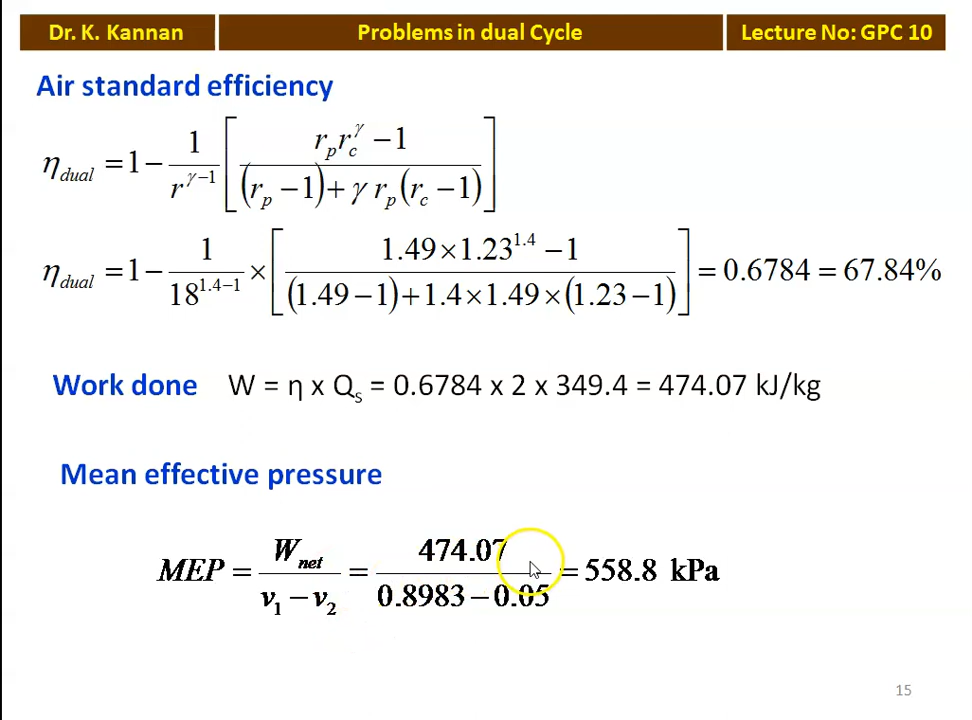 Dr. K. Kannan Problems in dual Cycle Lecture No: GPC 10
Air standard efficiency
η_dual = 1 − 1/r^(γ−1) [ (r_p r_c^γ − 1) / ((r_p − 1) + γ r_p (r_c − 1)) ]
η_dual = 1 − 1/18^(1.4−1) × [ (1.49 × 1.23^1.4 − 1) / ((1.49 − 1) + 1.4 × 1.49 × (1.23 − 1)) ] = 0.6784 = 67.84%
Work done W = η x Q_s = 0.6784 x 2 x 349.4 = 474.07 kJ/kg
Mean effective pressure
MEP = W_net / (v_1 − v_2) = 474.07 / (0.8983 − 0.05) = 558.8 kPa
15